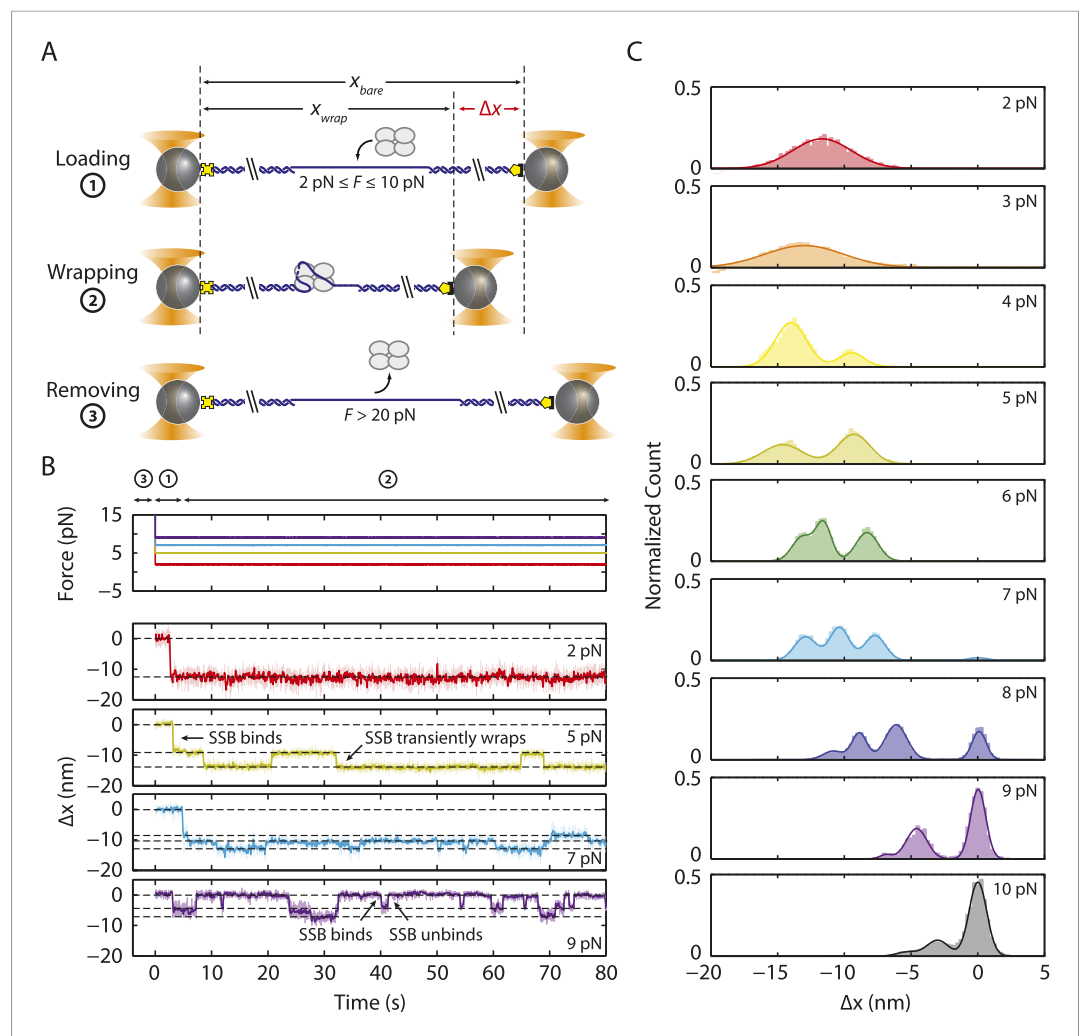 A
x_bare
x_wrap
Δx
Loading
1
2 pN ≤ F ≤ 10 pN
Wrapping
2
Removing
3
F > 20 pN
B
3 1 2
Force (pN)
15
5
−5
Δx (nm)
0
−10
−20
2 pN
0
−10
−20
SSB binds
SSB transiently wraps
5 pN
0
−10
−20
7 pN
0
−10
−20
SSB binds
SSB unbinds
9 pN
0 10 20 30 40 50 60 70 80
Time (s)
C
Normalized Count
0.5
0
2 pN
0.5
0
3 pN
0.5
0
4 pN
0.5
0
5 pN
0.5
0
6 pN
0.5
0
7 pN
0.5
0
8 pN
0.5
0
9 pN
0.5
0
10 pN
−20 −15 −10 −5 0 5
Δx (nm)